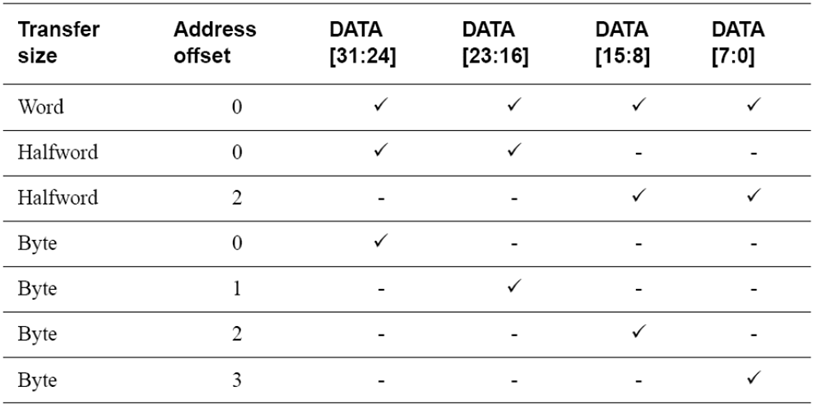 Transfer size Address offset DATA [31:24] DATA [23:16] DATA [15:8] DATA [7:0]
Word 0 ✓ ✓ ✓ ✓
Halfword 0 ✓ ✓ - -
Halfword 2 - - ✓ ✓
Byte 0 ✓ - - -
Byte 1 - ✓ - -
Byte 2 - - ✓ -
Byte 3 - - - ✓